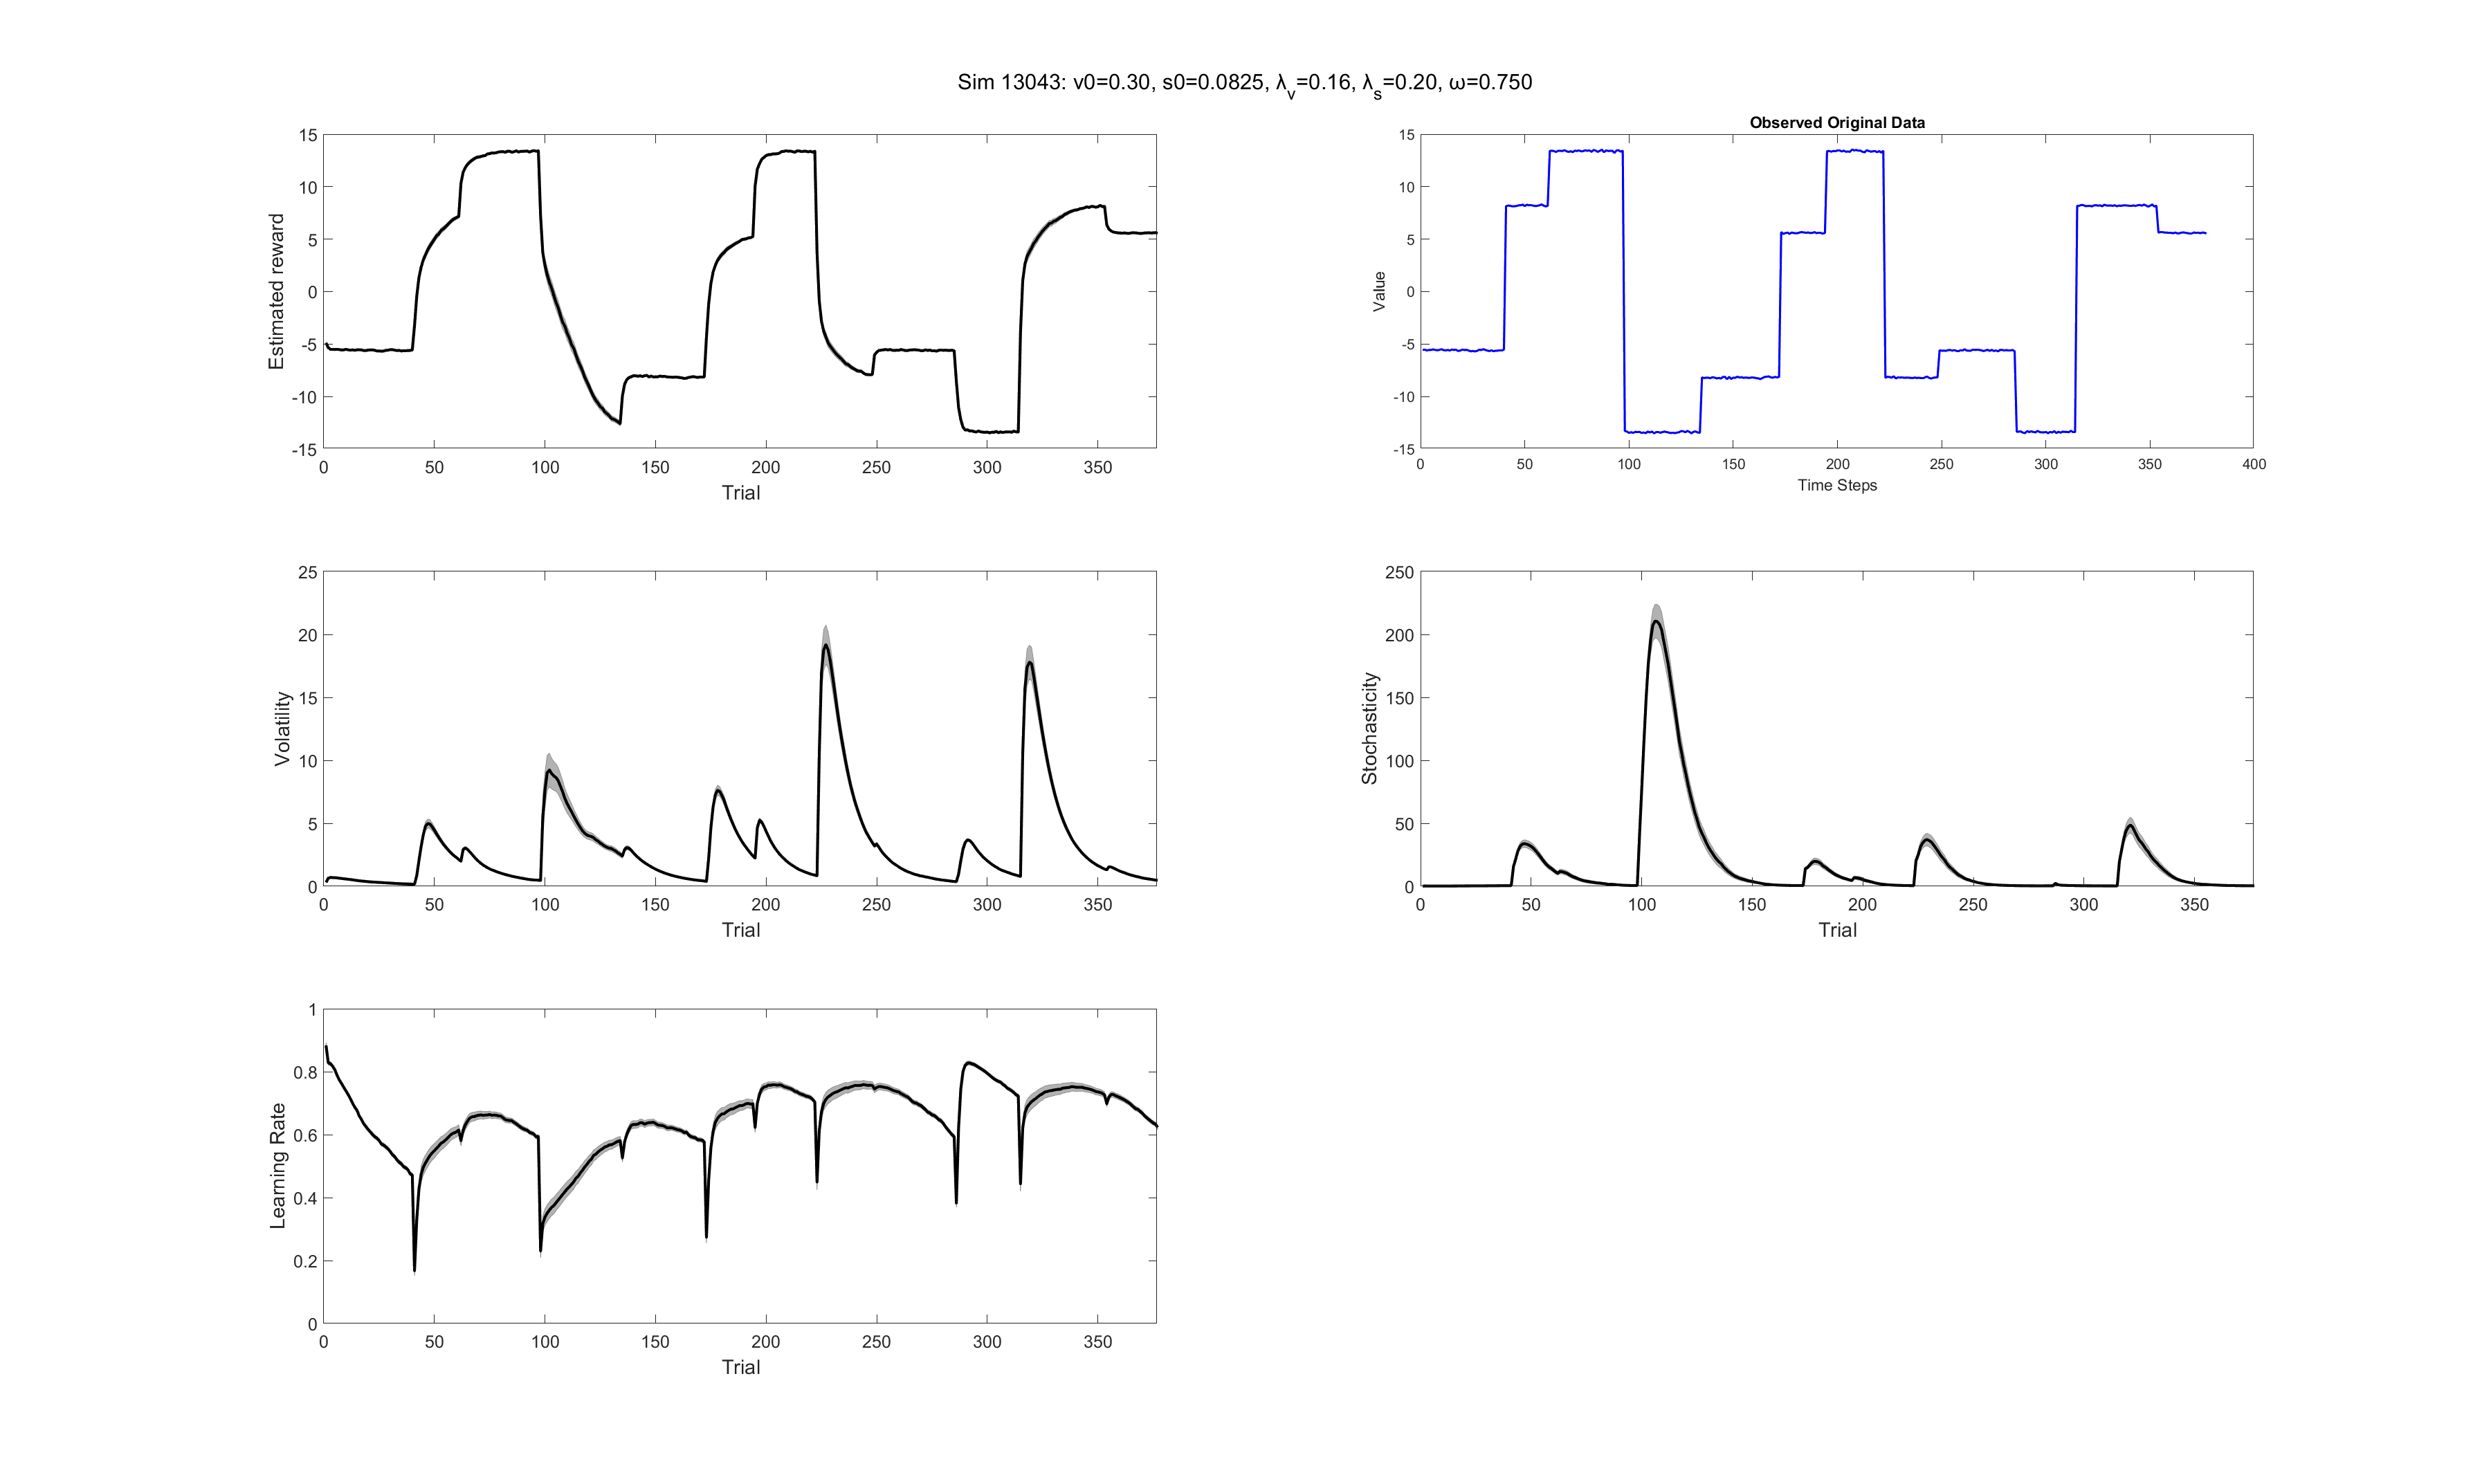 Sim 13043: v0=0.30, s0=0.0825, λ_v=0.16, λ_s=0.20, ω=0.750
15
10
5
0
-5
-10
-15
Estimated reward
0 50 100 150 200 250 300 350
Trial
Observed Original Data
15
10
5
0
-5
-10
-15
Value
0 50 100 150 200 250 300 350 400
Time Steps
25
20
15
10
5
0
Volatility
0 50 100 150 200 250 300 350
Trial
250
200
150
100
50
0
Stochasticity
0 50 100 150 200 250 300 350
Trial
1
0.8
0.6
0.4
0.2
0
Learning Rate
0 50 100 150 200 250 300 350
Trial